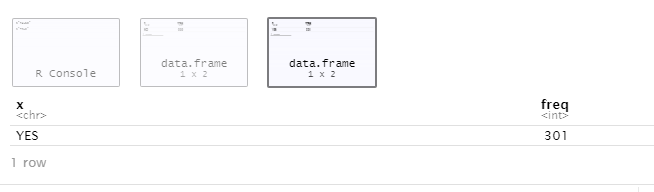 R Console
data.frame
1 x 2
data.frame
1 x 2
x freq
<chr> <int>
YES 301
1 row